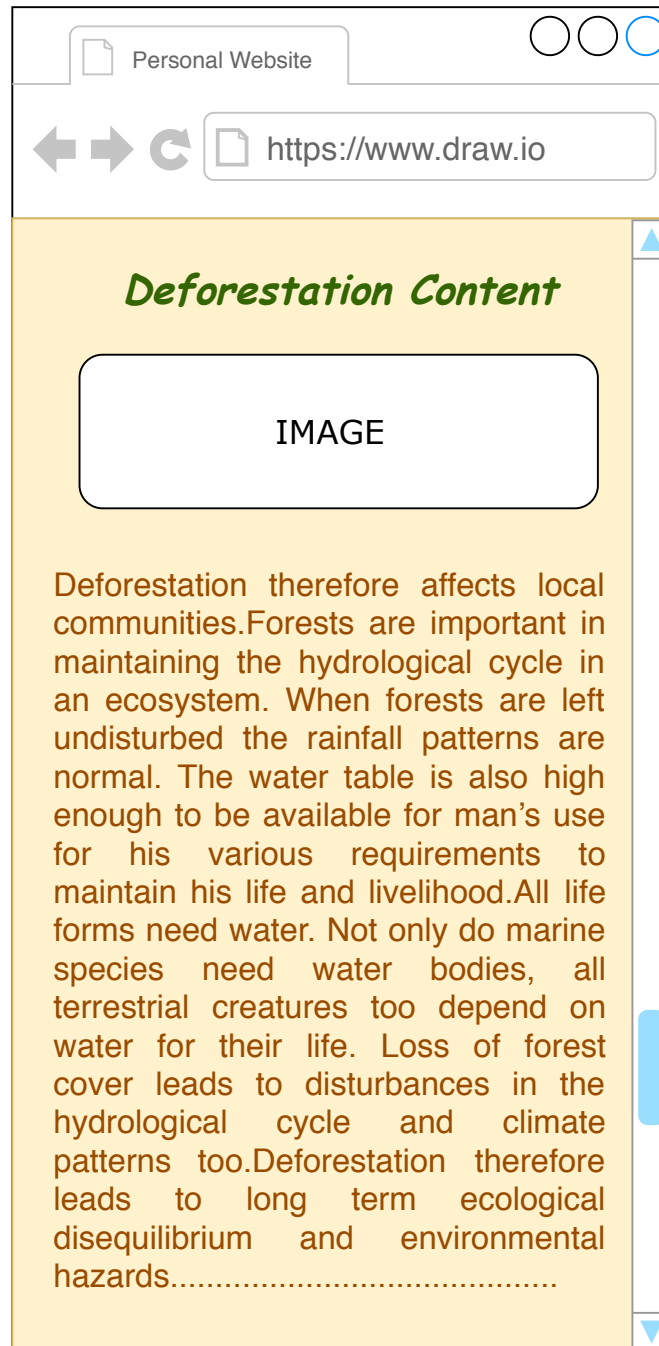 Personal Website
https://www.draw.io
Deforestation Content
IMAGE
Deforestation therefore affects local
communities.Forests are important in
maintaining the hydrological cycle in
an ecosystem. When forests are left
undisturbed the rainfall patterns are
normal. The water table is also high
enough to be available for man’s use
for his various requirements to
maintain his life and livelihood.All life
forms need water. Not only do marine
species need water bodies, all
terrestrial creatures too depend on
water for their life. Loss of forest
cover leads to disturbances in the
hydrological cycle and climate
patterns too.Deforestation therefore
leads to long term ecological
disequilibrium and environmental
hazards...........................................